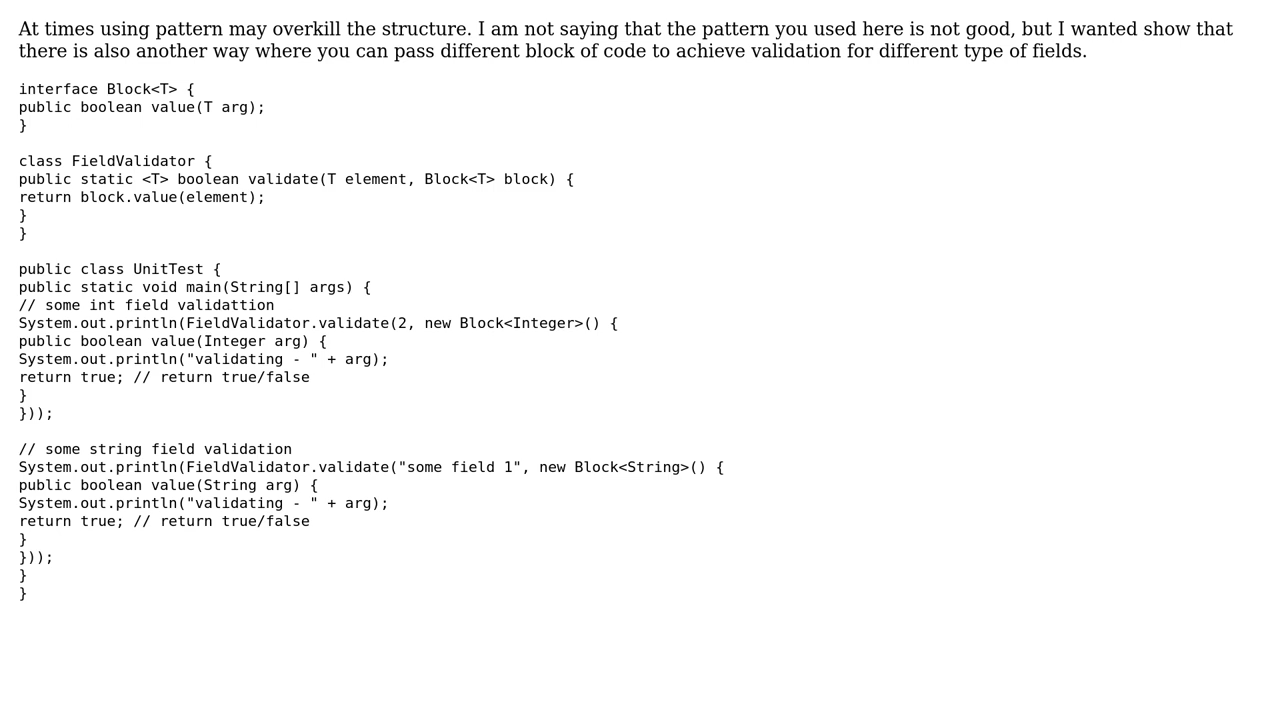 At times using pattern may overkill the structure. I am not saying that the pattern you used here is not good, but I wanted show that
there is also another way where you can pass different block of code to achieve validation for different type of fields.
interface Block<T> {
public boolean value(T arg);
}
class FieldValidator {
public static <T> boolean validate(T element, Block<T> block) {
return block.value(element);
}
}
public class UnitTest {
public static void main(String[] args) {
// some int field validattion
System.out.println(FieldValidator.validate(2, new Block<Integer>() {
public boolean value(Integer arg) {
System.out.println("validating - " + arg);
return true; // return true/false
}
}));
// some string field validation
System.out.println(FieldValidator.validate("some field 1", new Block<String>() {
public boolean value(String arg) {
System.out.println("validating - " + arg);
return true; // return true/false
}
}));
}
}